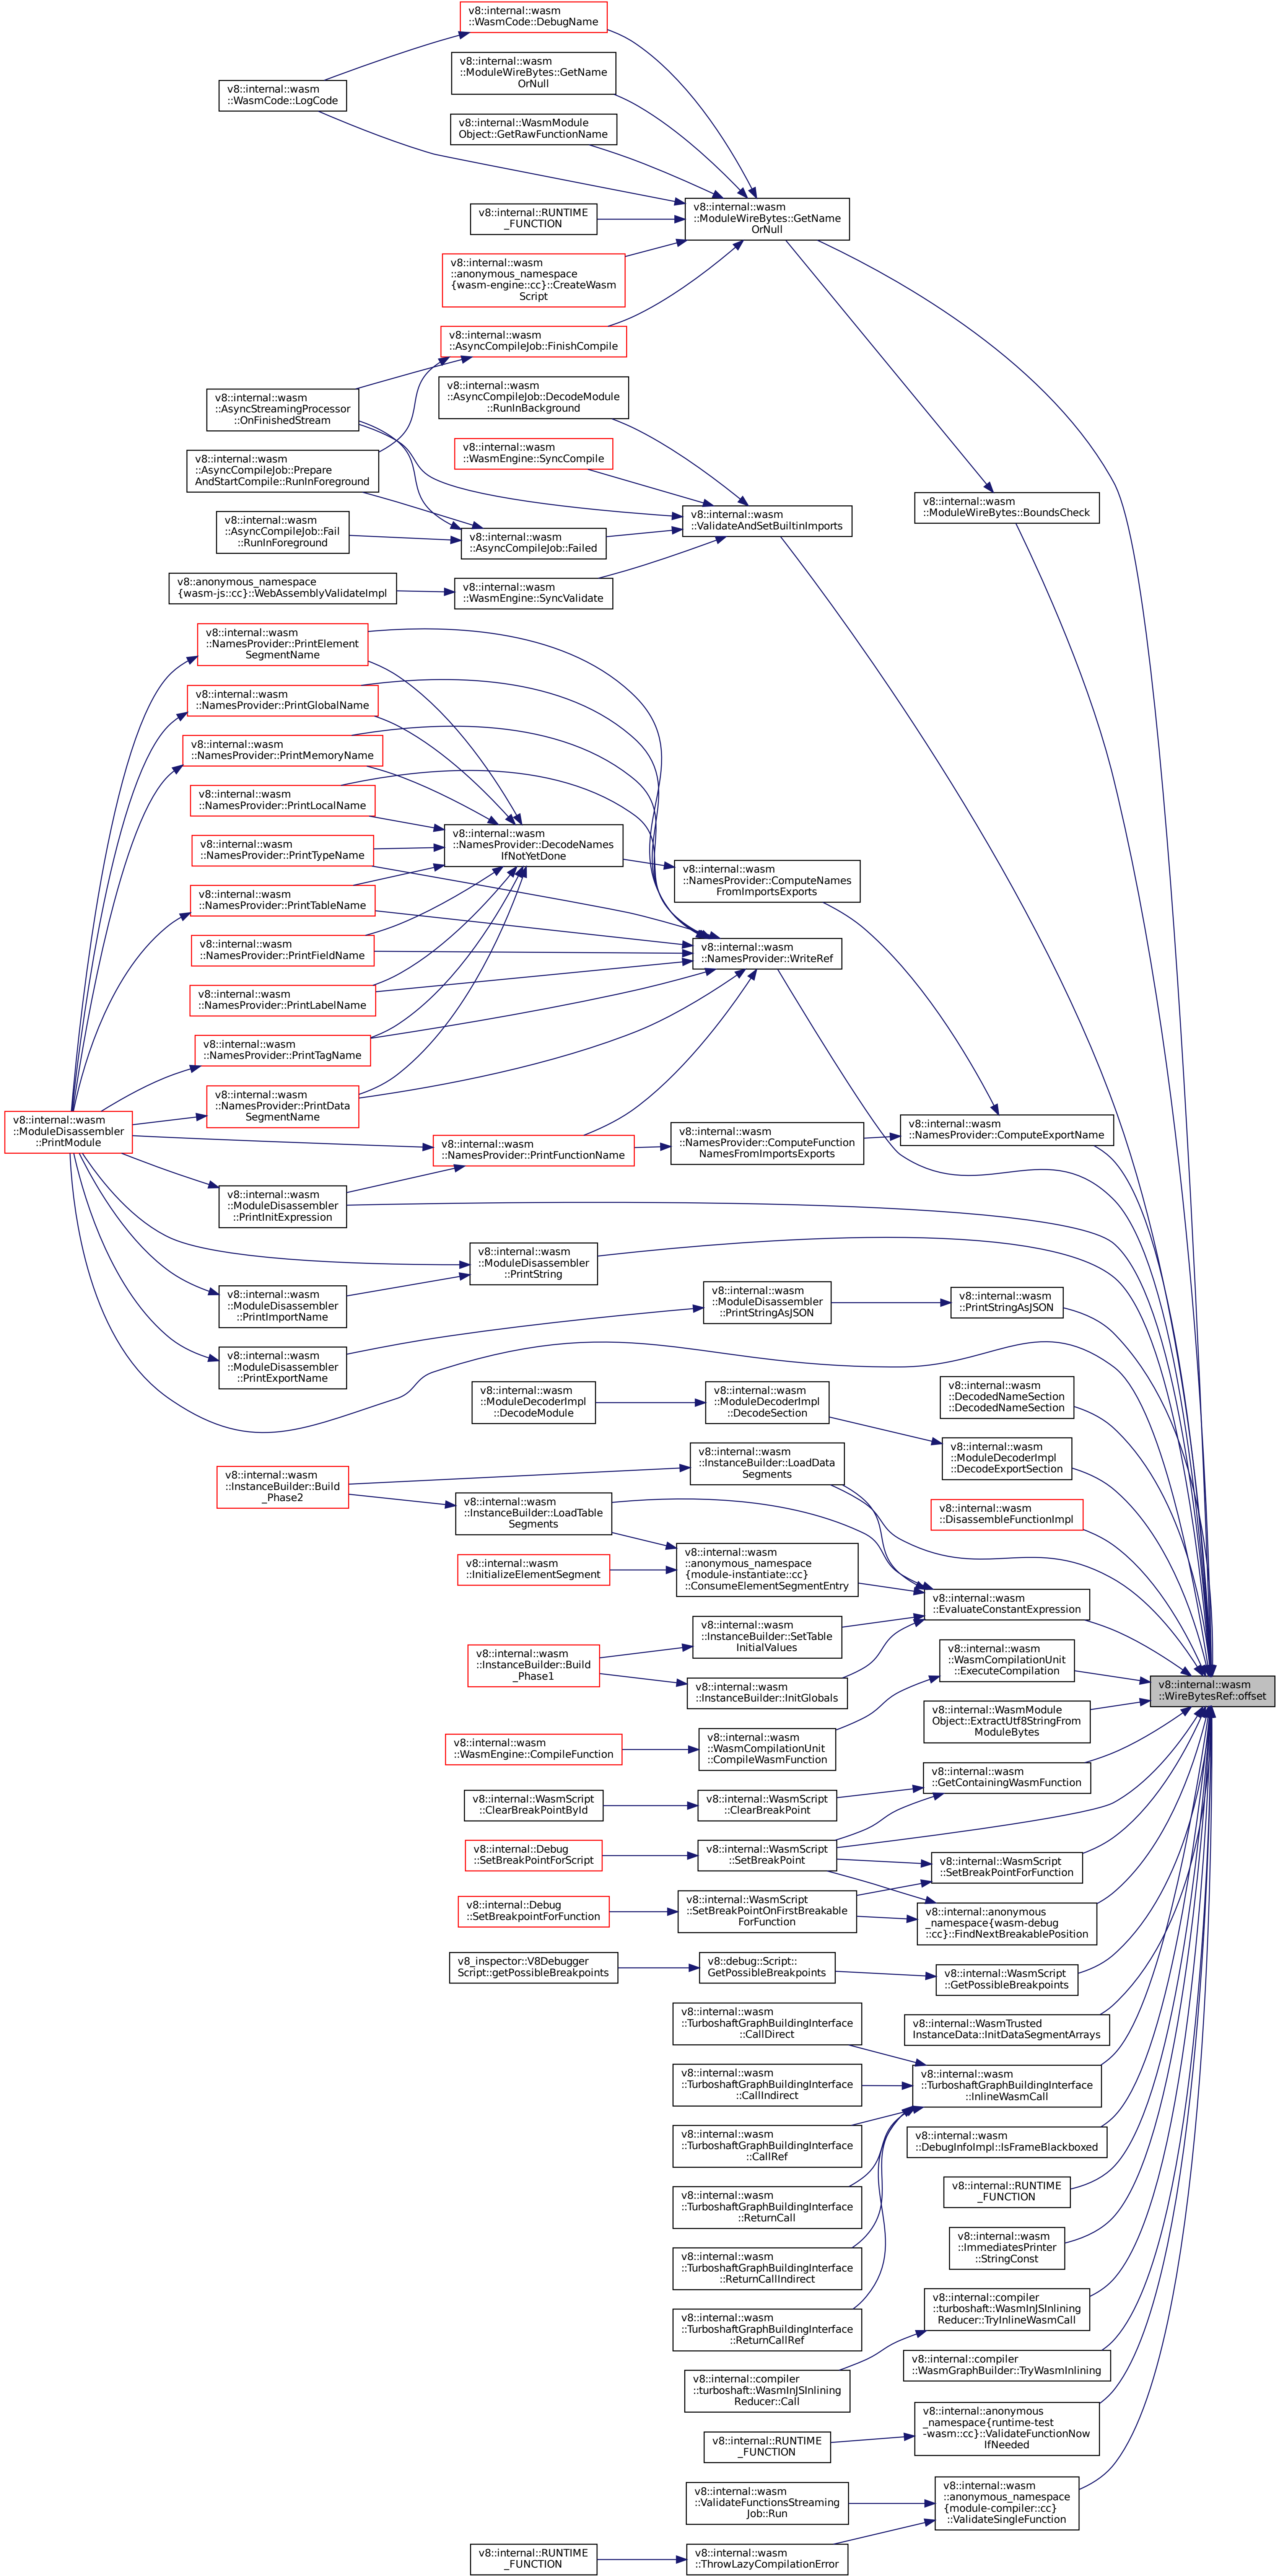 v8::internal::wasm
::WasmCode::DebugName
v8::internal::wasm
::ModuleWireBytes::GetName
OrNull
v8::internal::wasm
::WasmCode::LogCode
v8::internal::WasmModule
Object::GetRawFunctionName
v8::internal::RUNTIME
_FUNCTION
v8::internal::wasm
::ModuleWireBytes::GetName
OrNull
v8::internal::wasm
::anonymous_namespace
{wasm-engine::cc}::CreateWasm
Script
v8::internal::wasm
::AsyncCompileJob::FinishCompile
v8::internal::wasm
::AsyncStreamingProcessor
::OnFinishedStream
v8::internal::wasm
::AsyncCompileJob::DecodeModule
::RunInBackground
v8::internal::wasm
::AsyncCompileJob::Prepare
AndStartCompile::RunInForeground
v8::internal::wasm
::WasmEngine::SyncCompile
v8::internal::wasm
::ValidateAndSetBuiltinImports
v8::internal::wasm
::ModuleWireBytes::BoundsCheck
v8::internal::wasm
::AsyncCompileJob::Fail
::RunInForeground
v8::internal::wasm
::AsyncCompileJob::Failed
v8::anonymous_namespace
{wasm-js::cc}::WebAssemblyValidateImpl
v8::internal::wasm
::WasmEngine::SyncValidate
v8::internal::wasm
::NamesProvider::PrintElement
SegmentName
v8::internal::wasm
::NamesProvider::PrintGlobalName
v8::internal::wasm
::NamesProvider::PrintMemoryName
v8::internal::wasm
::NamesProvider::PrintLocalName
v8::internal::wasm
::NamesProvider::PrintTypeName
v8::internal::wasm
::NamesProvider::DecodeNames
IfNotYetDone
v8::internal::wasm
::NamesProvider::ComputeNames
FromImportsExports
v8::internal::wasm
::NamesProvider::PrintTableName
v8::internal::wasm
::NamesProvider::PrintFieldName
v8::internal::wasm
::NamesProvider::WriteRef
v8::internal::wasm
::NamesProvider::PrintLabelName
v8::internal::wasm
::NamesProvider::PrintTagName
v8::internal::wasm
::NamesProvider::PrintData
SegmentName
v8::internal::wasm
::ModuleDisassembler
::PrintModule
v8::internal::wasm
::NamesProvider::PrintFunctionName
v8::internal::wasm
::NamesProvider::ComputeFunction
NamesFromImportsExports
v8::internal::wasm
::NamesProvider::ComputeExportName
v8::internal::wasm
::ModuleDisassembler
::PrintInitExpression
v8::internal::wasm
::ModuleDisassembler
::PrintString
v8::internal::wasm
::ModuleDisassembler
::PrintImportName
v8::internal::wasm
::ModuleDisassembler
::PrintStringAsJSON
v8::internal::wasm
::PrintStringAsJSON
v8::internal::wasm
::ModuleDisassembler
::PrintExportName
v8::internal::wasm
::ModuleDecoderImpl
::DecodeModule
v8::internal::wasm
::ModuleDecoderImpl
::DecodeSection
v8::internal::wasm
::DecodedNameSection
::DecodedNameSection
v8::internal::wasm
::ModuleDecoderImpl
::DecodeExportSection
v8::internal::wasm
::InstanceBuilder::Build
_Phase2
v8::internal::wasm
::InstanceBuilder::LoadData
Segments
v8::internal::wasm
::InstanceBuilder::LoadTable
Segments
v8::internal::wasm
::DisassembleFunctionImpl
v8::internal::wasm
::InitializeElementSegment
v8::internal::wasm
::anonymous_namespace
{module-instantiate::cc}
::ConsumeElementSegmentEntry
v8::internal::wasm
::EvaluateConstantExpression
v8::internal::wasm
::InstanceBuilder::Build
_Phase1
v8::internal::wasm
::InstanceBuilder::SetTable
InitialValues
v8::internal::wasm
::InstanceBuilder::InitGlobals
v8::internal::wasm
::WasmCompilationUnit
::ExecuteCompilation
v8::internal::wasm
::WireBytesRef::offset
v8::internal::WasmModule
Object::ExtractUtf8StringFrom
ModuleBytes
v8::internal::wasm
::WasmEngine::CompileFunction
v8::internal::wasm
::WasmCompilationUnit
::CompileWasmFunction
v8::internal::wasm
::GetContainingWasmFunction
v8::internal::WasmScript
::ClearBreakPointById
v8::internal::WasmScript
::ClearBreakPoint
v8::internal::Debug
::SetBreakPointForScript
v8::internal::WasmScript
::SetBreakPoint
v8::internal::WasmScript
::SetBreakPointForFunction
v8::internal::Debug
::SetBreakpointForFunction
v8::internal::WasmScript
::SetBreakPointOnFirstBreakable
ForFunction
v8::internal::anonymous
_namespace{wasm-debug
::cc}::FindNextBreakablePosition
v8_inspector::V8Debugger
Script::getPossibleBreakpoints
v8::debug::Script::
GetPossibleBreakpoints
v8::internal::WasmScript
::GetPossibleBreakpoints
v8::internal::WasmTrusted
InstanceData::InitDataSegmentArrays
v8::internal::wasm
::TurboshaftGraphBuildingInterface
::CallDirect
v8::internal::wasm
::TurboshaftGraphBuildingInterface
::CallIndirect
v8::internal::wasm
::TurboshaftGraphBuildingInterface
::InlineWasmCall
v8::internal::wasm
::TurboshaftGraphBuildingInterface
::CallRef
v8::internal::wasm
::DebugInfoImpl::IsFrameBlackboxed
v8::internal::wasm
::TurboshaftGraphBuildingInterface
::ReturnCall
v8::internal::RUNTIME
_FUNCTION
v8::internal::wasm
::TurboshaftGraphBuildingInterface
::ReturnCallIndirect
v8::internal::wasm
::ImmediatesPrinter
::StringConst
v8::internal::wasm
::TurboshaftGraphBuildingInterface
::ReturnCallRef
v8::internal::compiler
::turboshaft::WasmInJSInlining
Reducer::TryInlineWasmCall
v8::internal::compiler
::turboshaft::WasmInJSInlining
Reducer::Call
v8::internal::compiler
::WasmGraphBuilder::TryWasmInlining
v8::internal::RUNTIME
_FUNCTION
v8::internal::anonymous
_namespace{runtime-test
-wasm::cc}::ValidateFunctionNow
IfNeeded
v8::internal::wasm
::ValidateFunctionsStreaming
Job::Run
v8::internal::wasm
::anonymous_namespace
{module-compiler::cc}
::ValidateSingleFunction
v8::internal::RUNTIME
_FUNCTION
v8::internal::wasm
::ThrowLazyCompilationError